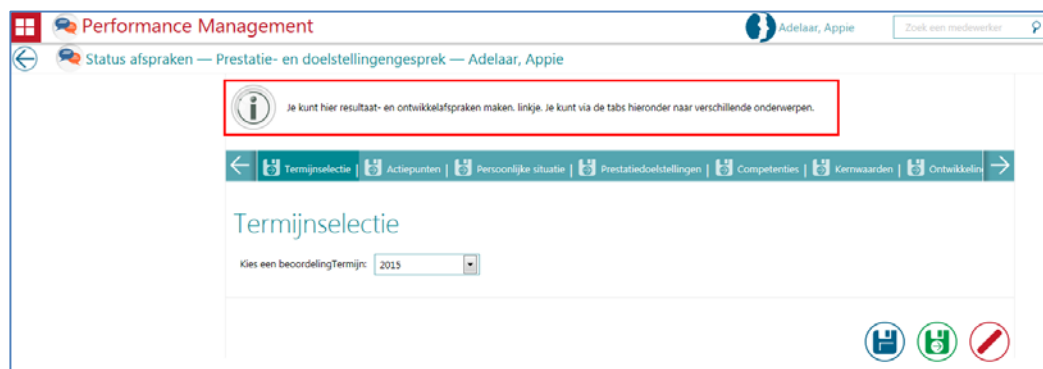 Performance Management
Adelaar, Appie
Zoek een medewerker
Status afspraken — Prestatie- en doelstellingengesprek — Adelaar, Appie
Je kunt hier resultaat- en ontwikkelafspraken maken. linkje. Je kunt via de tabs hieronder naar verschillende onderwerpen.
Termijnselectie | Actiepunten | Persoonlijke situatie | Prestatiedoelstellingen | Competenties | Kernwaarden | Ontwikkelin
Termijnselectie
Kies een beoordelingTermijn: 2015